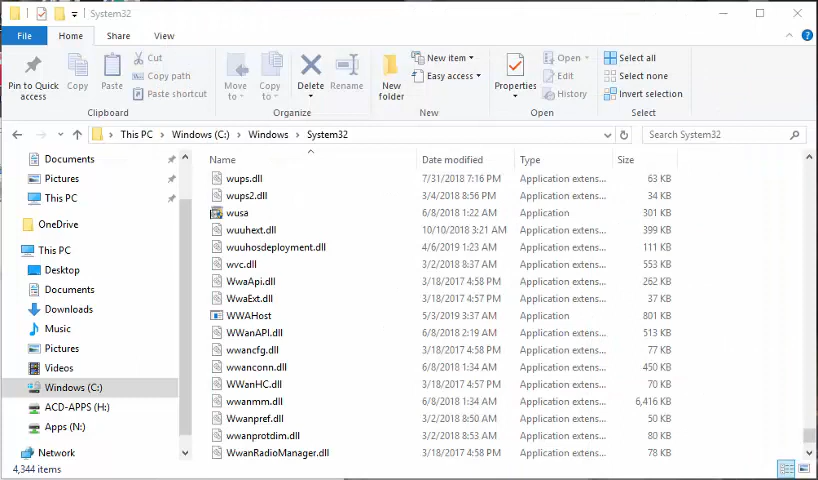 System32
File Home Share View
Pin to Quick access
Copy
Paste
Cut
Copy path
Paste shortcut
Clipboard
Move to
Copy to
Delete
Rename
Organize
New folder
New item
Easy access
New
Properties
Open
Edit
History
Open
Select all
Select none
Invert selection
Select
This PC > Windows (C:) > Windows > System32
Search System32
Documents
Pictures
This PC
OneDrive
This PC
Desktop
Documents
Downloads
Music
Pictures
Videos
Windows (C:)
ACD-APPS (H:)
Apps (N:)
Network
Name Date modified Type Size
wups.dll 7/31/2018 7:16 PM Application extens... 63 KB
wups2.dll 3/4/2018 8:56 PM Application extens... 34 KB
wusa 6/8/2018 1:22 AM Application 301 KB
wuuhext.dll 10/10/2018 3:21 AM Application extens... 399 KB
wuuhosdeployment.dll 4/6/2019 1:23 AM Application extens... 111 KB
wvc.dll 3/2/2018 8:37 AM Application extens... 553 KB
WwaApi.dll 3/18/2017 4:58 PM Application extens... 262 KB
WwaExt.dll 3/18/2017 4:57 PM Application extens... 37 KB
WWAHost 5/3/2019 3:37 AM Application 801 KB
WWanAPI.dll 6/8/2018 2:19 AM Application extens... 513 KB
wwancfg.dll 3/18/2017 4:58 PM Application extens... 77 KB
wwanconn.dll 6/8/2018 1:34 AM Application extens... 450 KB
WWanHC.dll 3/18/2017 4:57 PM Application extens... 70 KB
wwanmm.dll 6/8/2018 1:34 AM Application extens... 6,416 KB
Wwanpref.dll 3/2/2018 8:50 AM Application extens... 50 KB
wwanprotdim.dll 3/2/2018 8:53 AM Application extens... 80 KB
WwanRadioManager.dll 3/18/2017 4:58 PM Application extens... 78 KB
4,344 items